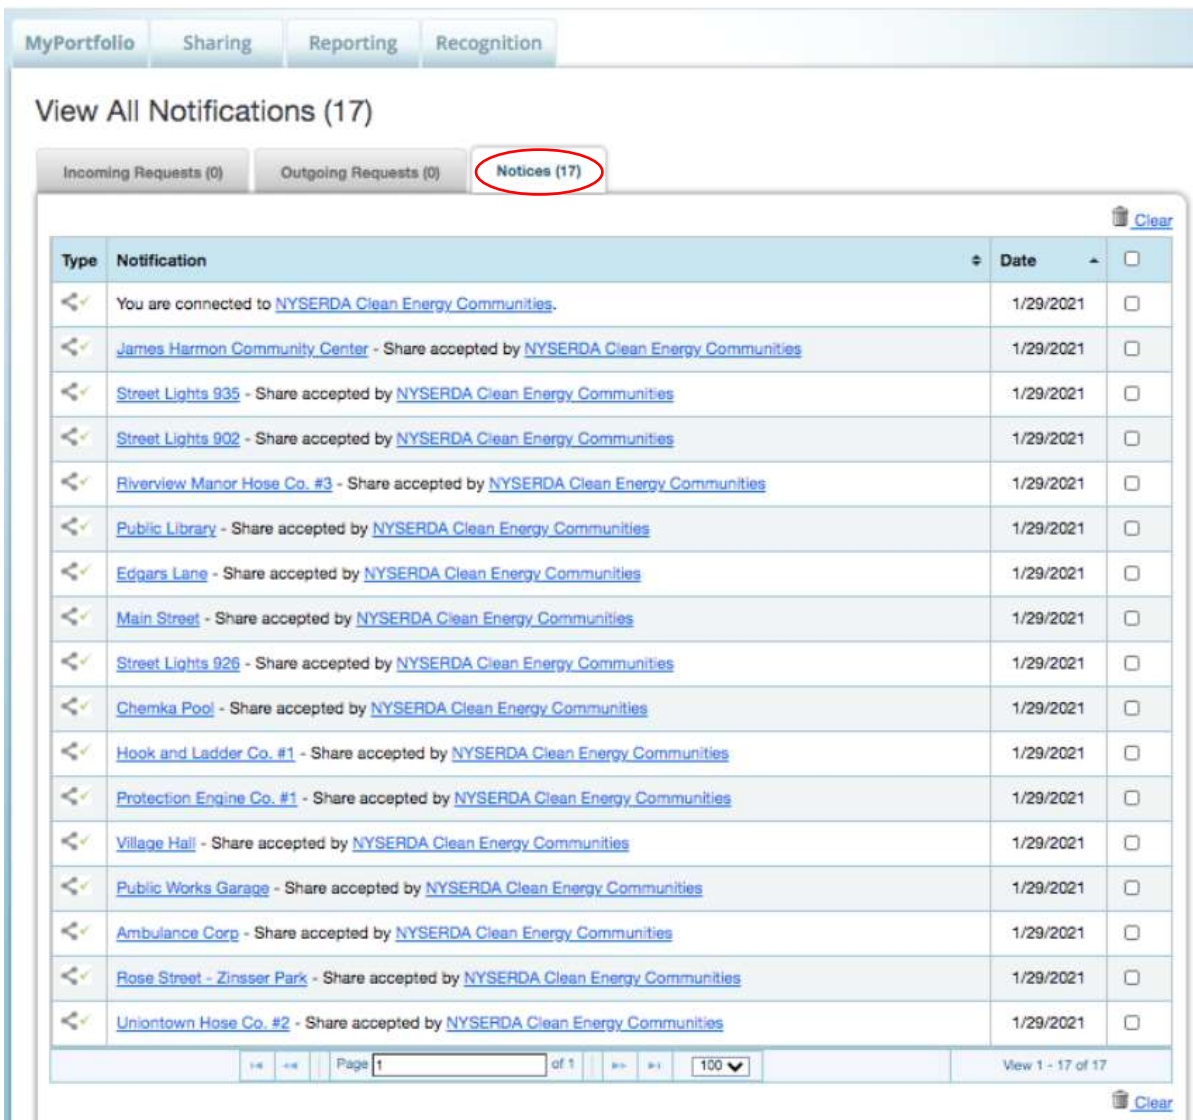 MyPortfolio Sharing Reporting Recognition
View All Notifications (17)
Incoming Requests (0) Outgoing Requests (0) Notices (17)
Clear
Type Notification Date
You are connected to NYSERDA Clean Energy Communities. 1/29/2021
James Harmon Community Center - Share accepted by NYSERDA Clean Energy Communities 1/29/2021
Street Lights 935 - Share accepted by NYSERDA Clean Energy Communities 1/29/2021
Street Lights 902 - Share accepted by NYSERDA Clean Energy Communities 1/29/2021
Riverview Manor Hose Co. #3 - Share accepted by NYSERDA Clean Energy Communities 1/29/2021
Public Library - Share accepted by NYSERDA Clean Energy Communities 1/29/2021
Edgars Lane - Share accepted by NYSERDA Clean Energy Communities 1/29/2021
Main Street - Share accepted by NYSERDA Clean Energy Communities 1/29/2021
Street Lights 926 - Share accepted by NYSERDA Clean Energy Communities 1/29/2021
Chemka Pool - Share accepted by NYSERDA Clean Energy Communities 1/29/2021
Hook and Ladder Co. #1 - Share accepted by NYSERDA Clean Energy Communities 1/29/2021
Protection Engine Co. #1 - Share accepted by NYSERDA Clean Energy Communities 1/29/2021
Village Hall - Share accepted by NYSERDA Clean Energy Communities 1/29/2021
Public Works Garage - Share accepted by NYSERDA Clean Energy Communities 1/29/2021
Ambulance Corp - Share accepted by NYSERDA Clean Energy Communities 1/29/2021
Rose Street - Zinsser Park - Share accepted by NYSERDA Clean Energy Communities 1/29/2021
Uniontown Hose Co. #2 - Share accepted by NYSERDA Clean Energy Communities 1/29/2021
Page 1 of 1 100 View 1 - 17 of 17
Clear